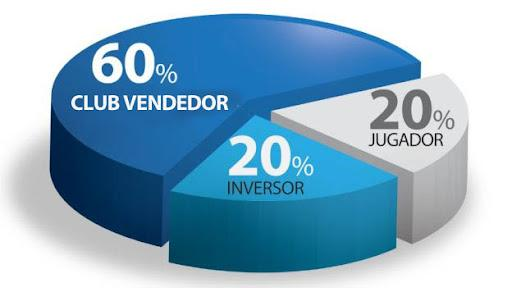 60%
CLUB VENDEDOR
20%
INVERSOR
20%
JUGADOR